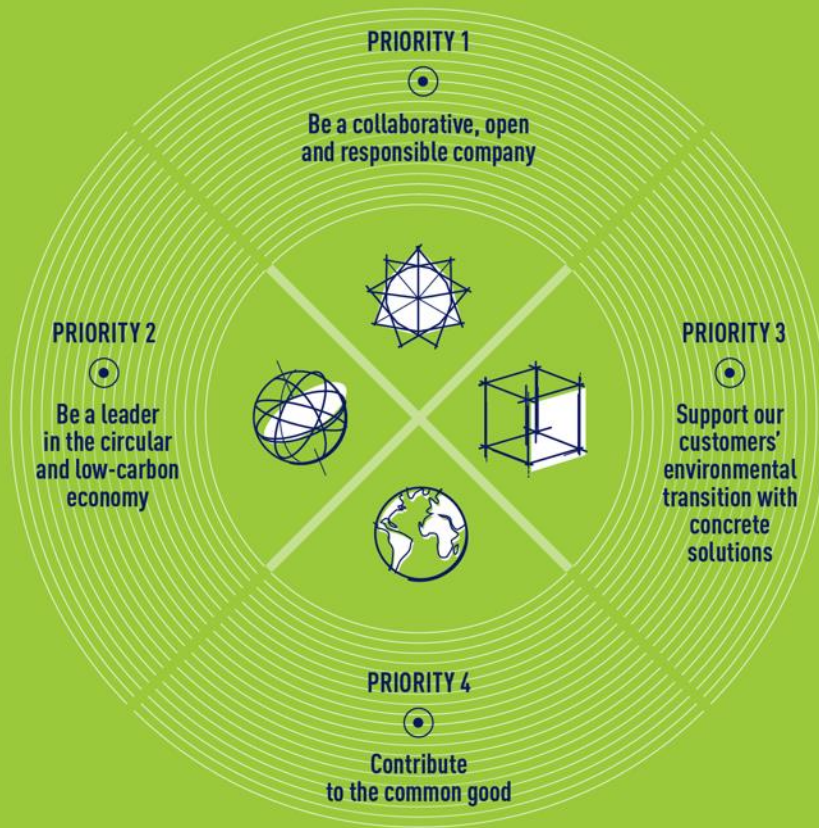 PRIORITY 1
Be a collaborative, open
and responsible company
PRIORITY 2
Be a leader
in the circular
and low-carbon
economy
PRIORITY 3
Support our
customers’
environmental
transition with
concrete
solutions
PRIORITY 4
Contribute
to the common good